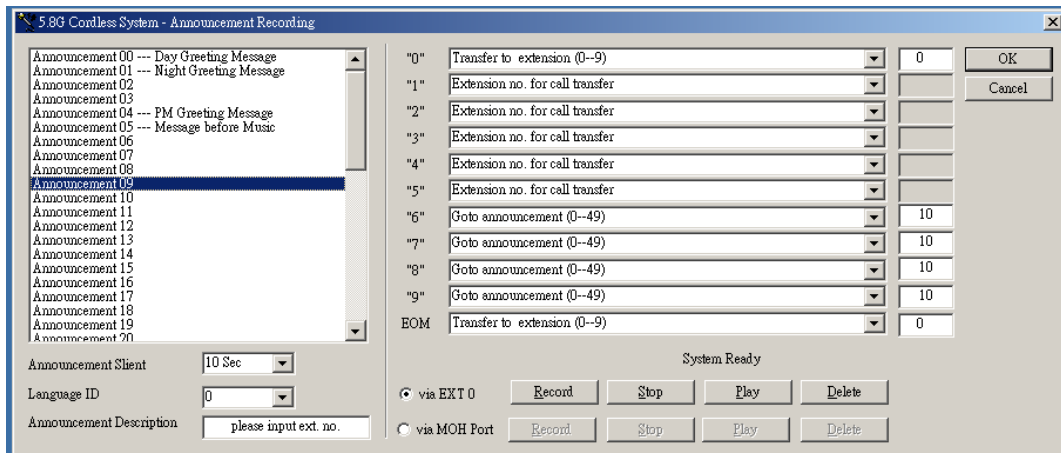 5.8G Cordless System - Announcement Recording
Announcement 00 --- Day Greeting Message
Announcement 01 --- Night Greeting Message
Announcement 02
Announcement 03
Announcement 04 --- PM Greeting Message
Announcement 05 --- Message before Music
Announcement 06
Announcement 07
Announcement 08
Announcement 09
Announcement 10
Announcement 11
Announcement 12
Announcement 13
Announcement 14
Announcement 15
Announcement 16
Announcement 17
Announcement 18
Announcement 19
Announcement 20
Announcement Slient 10 Sec
Language ID 0
Announcement Description please input ext. no.
"0" Transfer to extension (0--9) 0
"1" Extension no. for call transfer
"2" Extension no. for call transfer
"3" Extension no. for call transfer
"4" Extension no. for call transfer
"5" Extension no. for call transfer
"6" Goto announcement (0--49) 10
"7" Goto announcement (0--49) 10
"8" Goto announcement (0--49) 10
"9" Goto announcement (0--49) 10
EOM Transfer to extension (0--9) 0
System Ready
via EXT 0 Record Stop Play Delete
via MOH Port Record Stop Play Delete
OK
Cancel